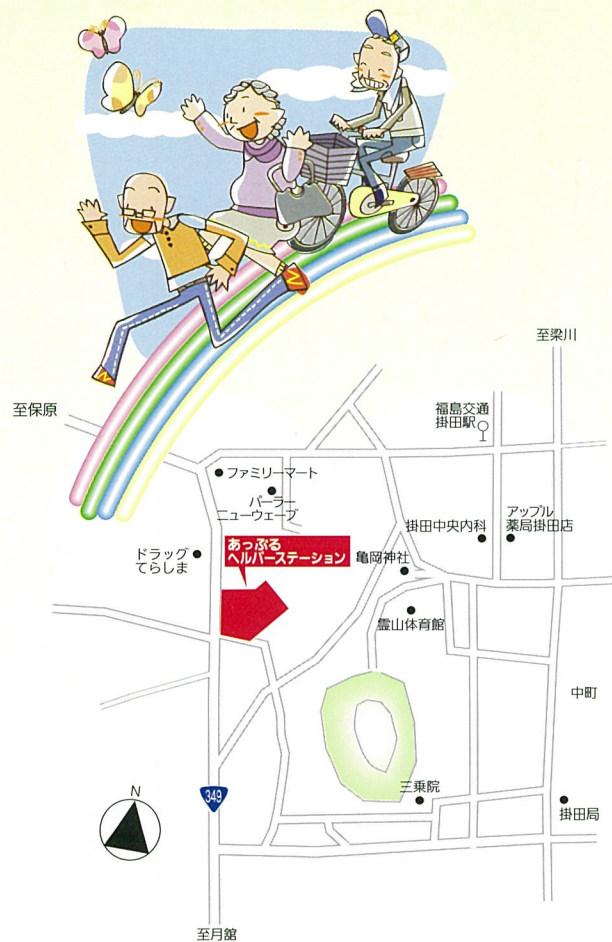 至梁川
至保原
福島交通
掛田駅
ファミリーマート
パーラー
ニューウェーブ
掛田中央内科
アップル
薬局掛田店
ドラッグ
てらしま
あっぷる
ヘルパーステーション
亀岡神社
霊山体育館
中町
三乗院
掛田局
N
349
至月舘